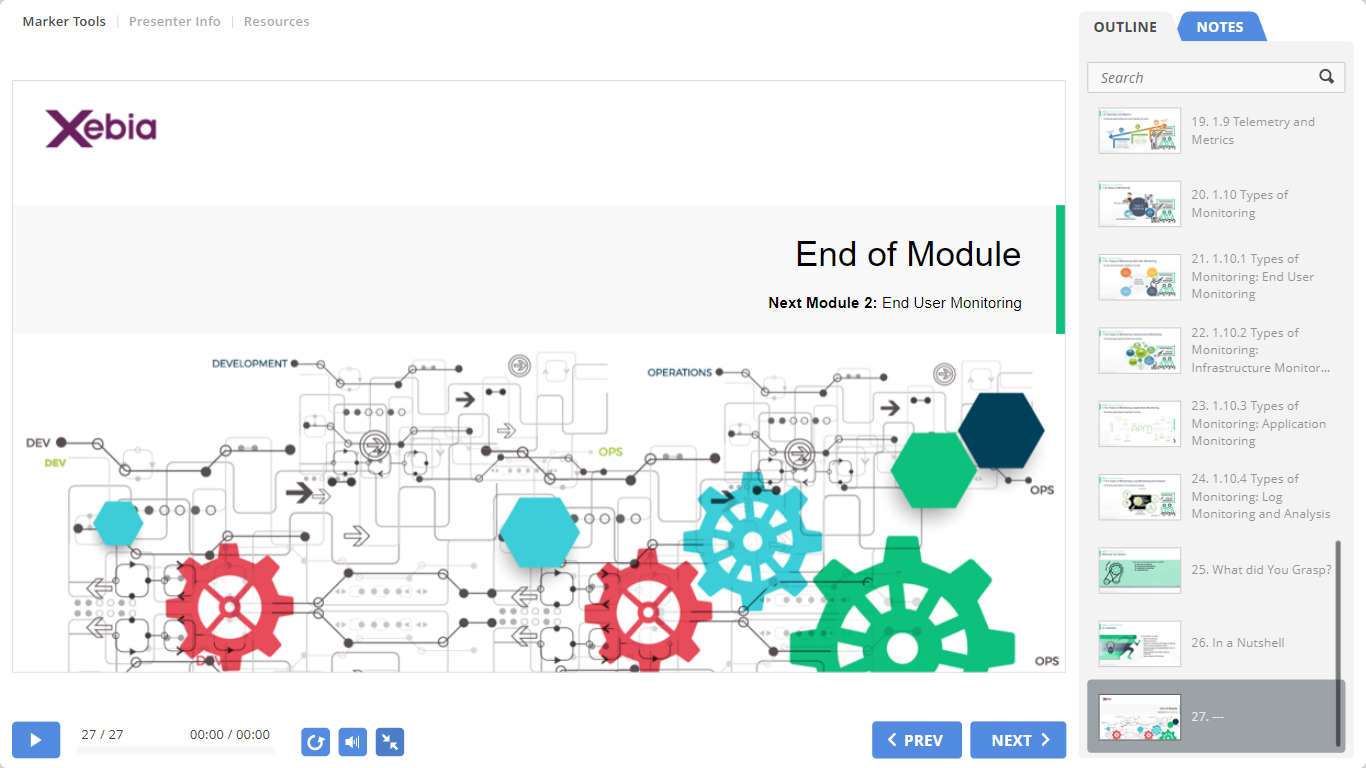 Marker Tools
Presenter Info
Resources
OUTLINE
NOTES
Search
Xebia
End of Module
Next Module 2: End User Monitoring
DEVELOPMENT
OPERATIONS
DEV
DEV
OPS
OPS
DEV
OPS
19. 1.9 Telemetry and
Metrics
20. 1.10 Types of
Monitoring
21. 1.10.1 Types of
Monitoring: End User
Monitoring
22. 1.10.2 Types of
Monitoring:
Infrastructure Monitor...
23. 1.10.3 Types of
Monitoring: Application
Monitoring
24. 1.10.4 Types of
Monitoring: Log
Monitoring and Analysis
25. What did You Grasp?
26. In a Nutshell
27. ---
27 / 27
00:00 / 00:00
PREV
NEXT